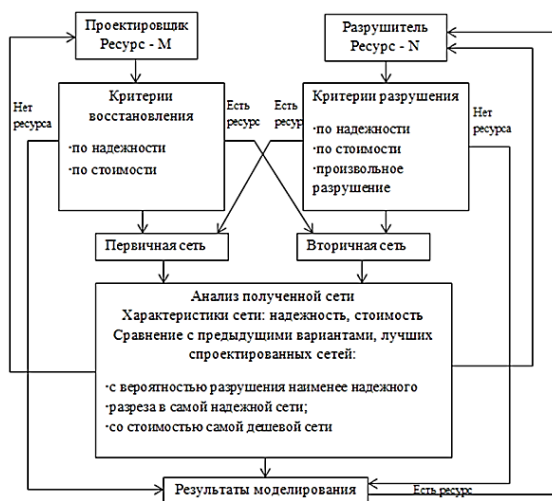 Проектировщик
Ресурс - М
Разрушитель
Ресурс - N
Нет
ресурса
Критерии
восстановления
·по надежности
·по стоимости
Есть
ресурс
Есть
ресурс
Критерии разрушения
·по надежности
·по стоимости
·произвольное
разрушение
Нет
ресурса
Первичная сеть
Вторичная сеть
Анализ полученной сети
Характеристики сети: надежность, стоимость
Сравнение с предыдущими вариантами, лучших
спроектированных сетей:
·с вероятностью разрушения наименее надежного
·разреза в самой надежной сети;
·со стоимостью самой дешевой сети
Результаты моделирования
Есть ресурс